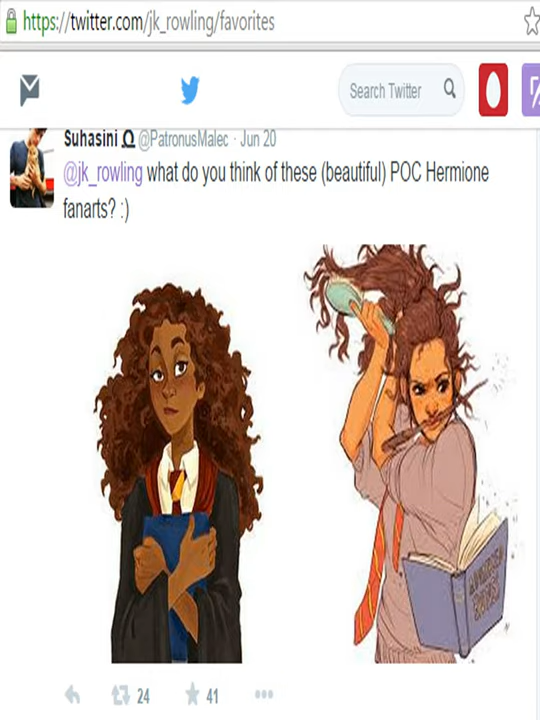 https://twitter.com/jk_rowling/favorites
Search Twitter
Suhasini Ω @PatronusMalec · Jun 20
@jk_rowling what do you think of these (beautiful) POC Hermione
fanarts? :)
24
41